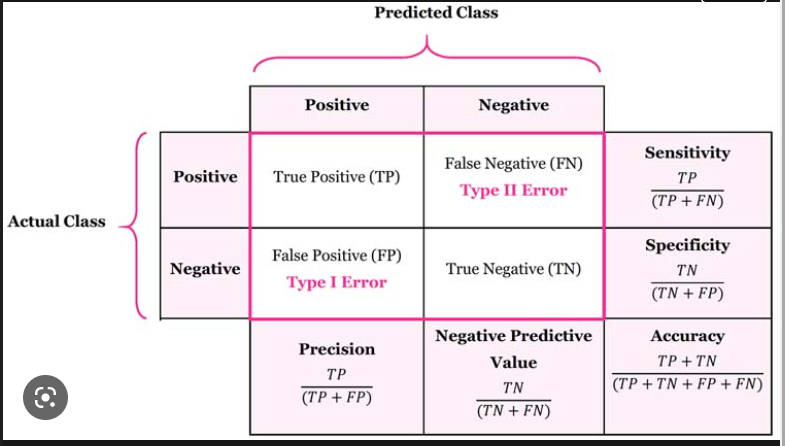 Predicted Class
Positive
Negative
Actual Class
Positive
True Positive (TP)
False Negative (FN)
Type II Error
Sensitivity
TP
(TP + FN)
Negative
False Positive (FP)
Type I Error
True Negative (TN)
Specificity
TN
(TN + FP)
Precision
TP
(TP + FP)
Negative Predictive
Value
TN
(TN + FN)
Accuracy
TP + TN
(TP + TN + FP + FN)